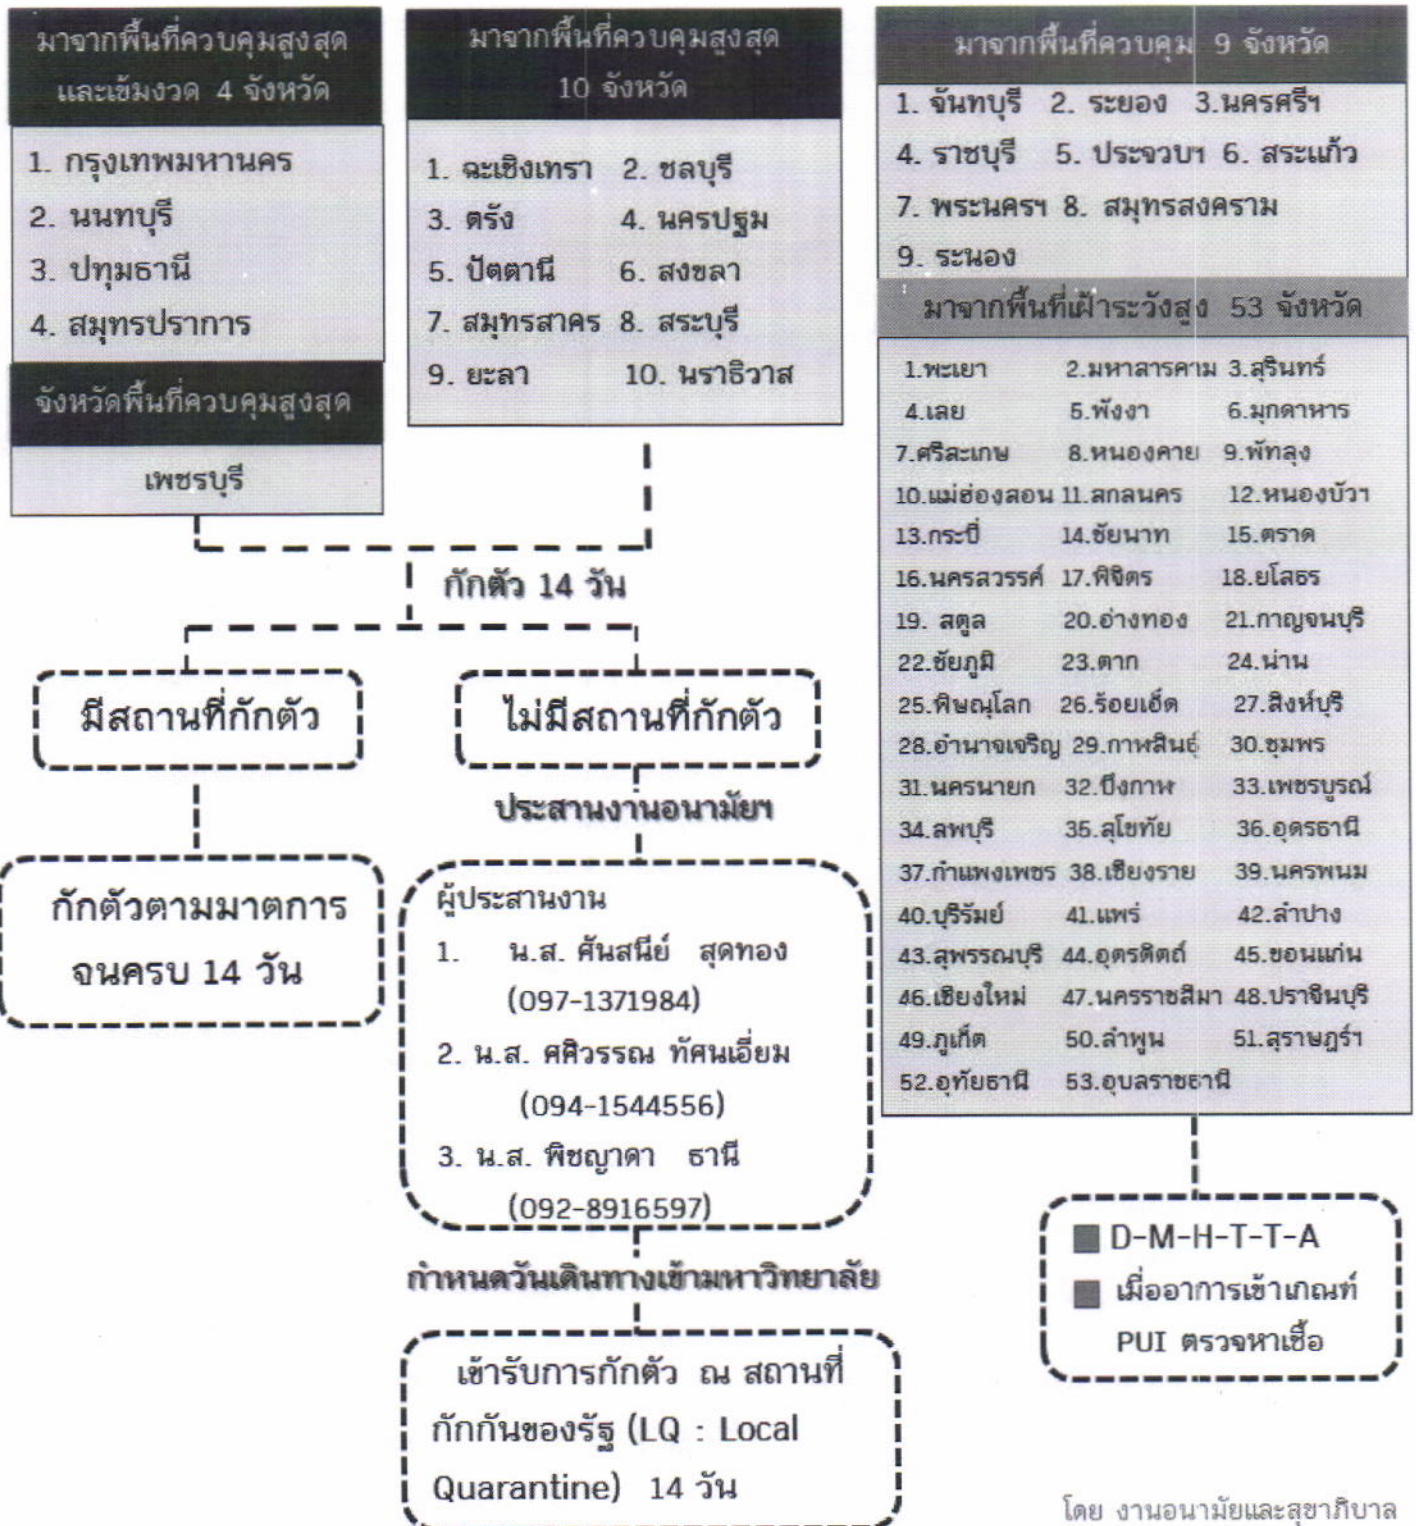 มาจากพื้นที่ควบคุมสูงสุด
และเข้มงวด 4 จังหวัด
1. กรุงเทพมหานคร
2. นนทบุรี
3. ปทุมธานี
4. สมุทรปราการ
จังหวัดพื้นที่ควบคุมสูงสุด
เพชรบุรี
มาจากพื้นที่ควบคุมสูงสุด
10 จังหวัด
1. ฉะเชิงเทรา 2. ชลบุรี
3. ตรัง 4. นครปฐม
5. ปัตตานี 6. สงขลา
7. สมุทรสาคร 8. สระบุรี
9. ยะลา 10. นราธิวาส
มาจากพื้นที่ควบคุม 9 จังหวัด
1. จันทบุรี 2. ระยอง 3.นครศรีฯ
4. ราชบุรี 5. ประจวบฯ 6. สระแก้ว
7. พระนครฯ 8. สมุทรสงคราม
9. ระนอง
มาจากพื้นที่เฝ้าระวังสูง 53 จังหวัด
1.พะเยา 2.มหาสารคาม 3.สุรินทร์
4.เลย 5.พังงา 6.มุกดาหาร
7.ศรีสะเกษ 8.หนองคาย 9.พัทลุง
10.แม่ฮ่องสอน 11.สกลนคร 12.หนองบัวฯ
13.กระบี่ 14.ชัยนาท 15.ตราด
16.นครสวรรค์ 17.พิจิตร 18.ยโสธร
19. สตูล 20.อ่างทอง 21.กาญจนบุรี
22.ชัยภูมิ 23.ตาก 24.น่าน
25.พิษณุโลก 26.ร้อยเอ็ด 27.สิงห์บุรี
28.อำนาจเจริญ 29.กาฬสินธุ์ 30.ชุมพร
31.นครนายก 32.บึงกาฬ 33.เพชรบูรณ์
34.ลพบุรี 35.สุโขทัย 36.อุดรธานี
37.กำแพงเพชร 38.เชียงราย 39.นครพนม
40.บุรีรัมย์ 41.แพร่ 42.ลำปาง
43.สุพรรณบุรี 44.อุตรดิตถ์ 45.ขอนแก่น
46.เชียงใหม่ 47.นครราชสีมา 48.ปราจีนบุรี
49.ภูเก็ต 50.ลำพูน 51.สุราษฎร์ฯ
52.อุทัยธานี 53.อุบลราชธานี
กักตัว 14 วัน
มีสถานที่กักตัว
ไม่มีสถานที่กักตัว
กักตัวตามมาตการ
จนครบ 14 วัน
ประสานงานอนามัยฯ
ผู้ประสานงาน
1. น.ส. ศันสนีย์ สุดทอง
(097-1371984)
2. น.ส. ศศิวรรณ ทัศนเอี่ยม
(094-1544556)
3. น.ส. พิชญาดา ธานี
(092-8916597)
กำหนดวันเดินทางเข้ามหาวิทยาลัย
เข้ารับการกักตัว ณ สถานที่
กักกันของรัฐ (LQ : Local
Quarantine) 14 วัน
D-M-H-T-T-A
เมื่ออาการเข้าเกณฑ์
PUI ตรวจหาเชื้อ
โดย งานอนามัยและสุขาภิบาล